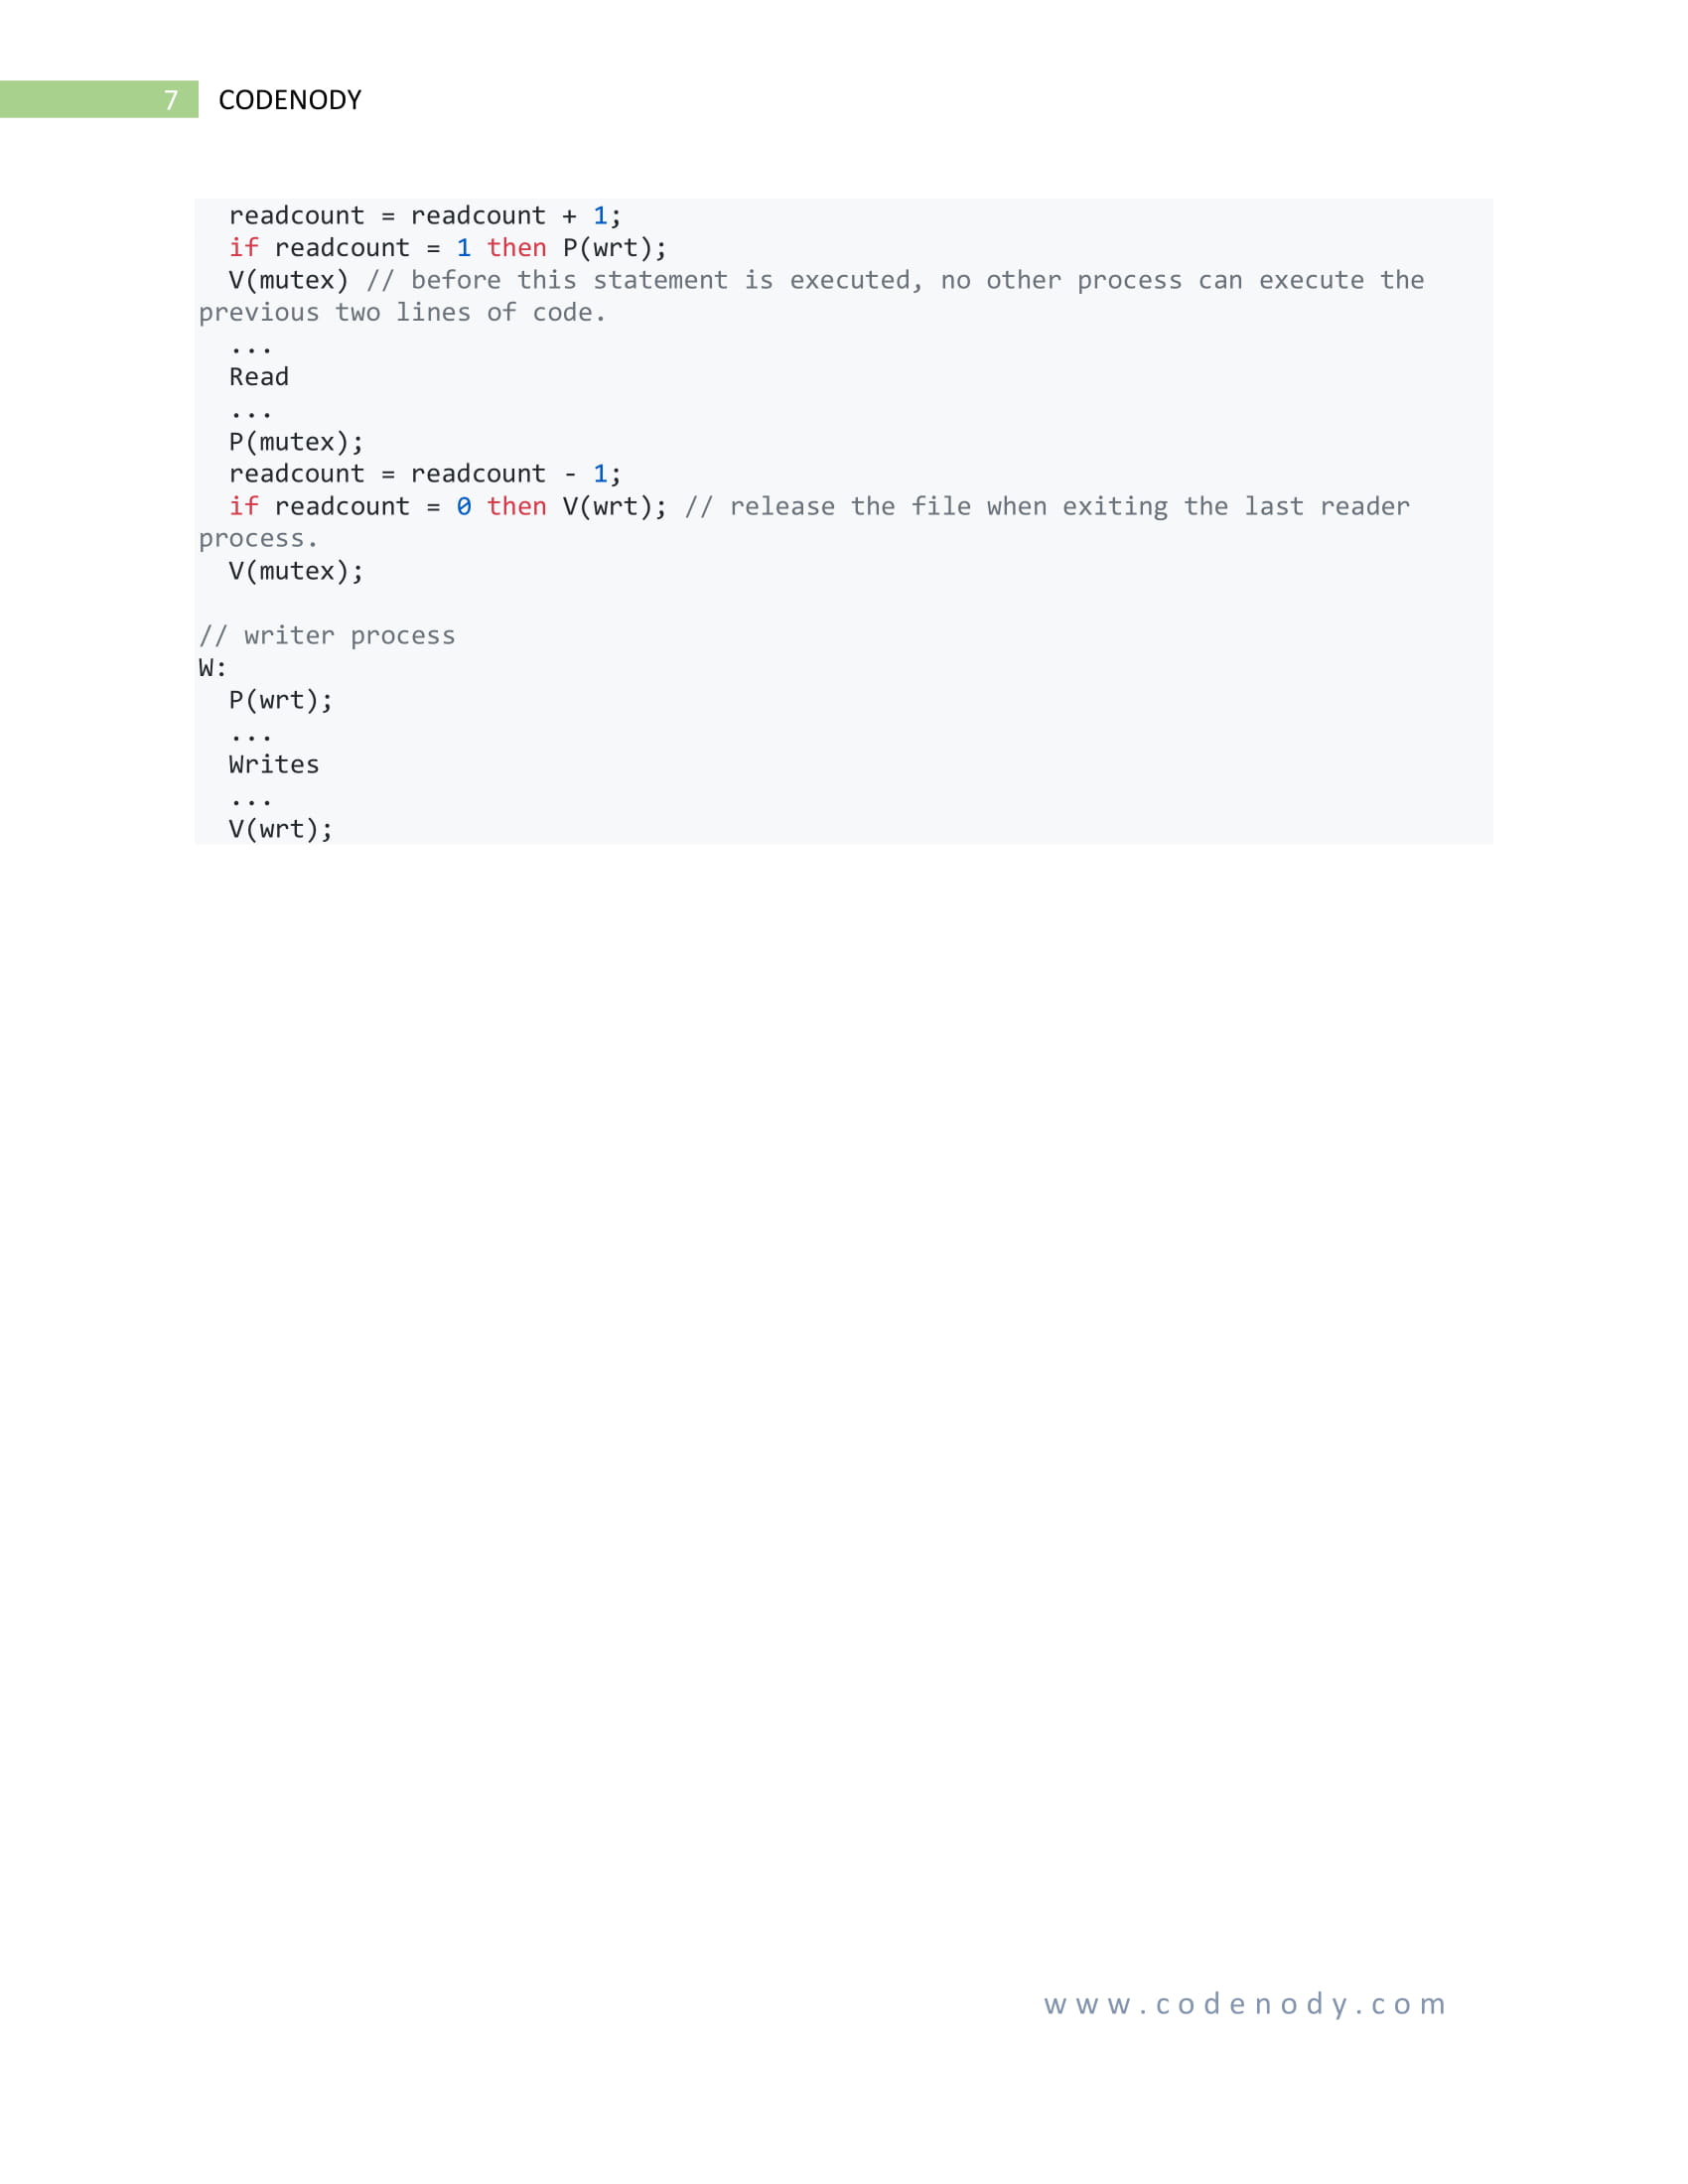 7 CODENODY
readcount = readcount + 1;
if readcount = 1 then P(wrt);
V(mutex) // before this statement is executed, no other process can execute the
previous two lines of code.
...
Read
...
P(mutex);
readcount = readcount - 1;
if readcount = 0 then V(wrt); // release the file when exiting the last reader
process.
V(mutex);
// writer process
W:
P(wrt);
...
Writes
...
V(wrt);
www.codenody.com